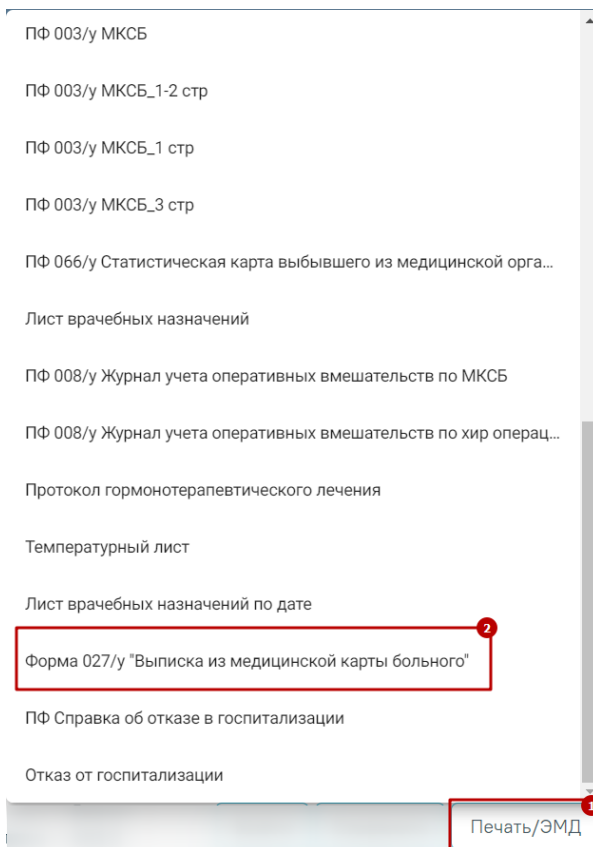 ПФ 003/у МКСБ
ПФ 003/у МКСБ_1-2 стр
ПФ 003/у МКСБ_1 стр
ПФ 003/у МКСБ_3 стр
ПФ 066/у Статистическая карта выбывшего из медицинской орга...
Лист врачебных назначений
ПФ 008/у Журнал учета оперативных вмешательств по МКСБ
ПФ 008/у Журнал учета оперативных вмешательств по хир операц...
Протокол гормонотерапевтического лечения
Температурный лист
Лист врачебных назначений по дате
2
Форма 027/у "Выписка из медицинской карты больного"
ПФ Справка об отказе в госпитализации
Отказ от госпитализации
1
Печать/ЭМД